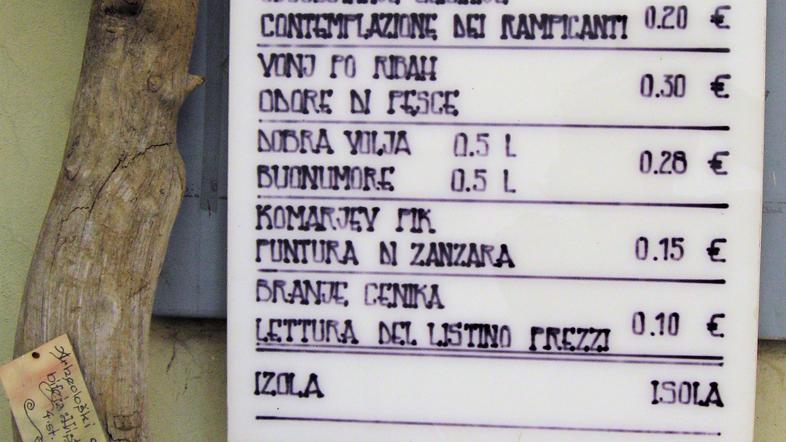 CONTEMPLAZIONE DEI RAMPICANTI 0.20 €
VONJ PO RIBAH
ODORE DI PESCE 0.30 €
DOBRA VOLJA 0.5 L
BUONUMORE 0.5 L 0.28 €
KOMARJEV PIK
PUNTURA DI ZANZARA 0.15 €
BRANJE CENIKA
LETTURA DEL LISTINO PREZZI 0.10 €
IZOLA ISOLA
Arheološki